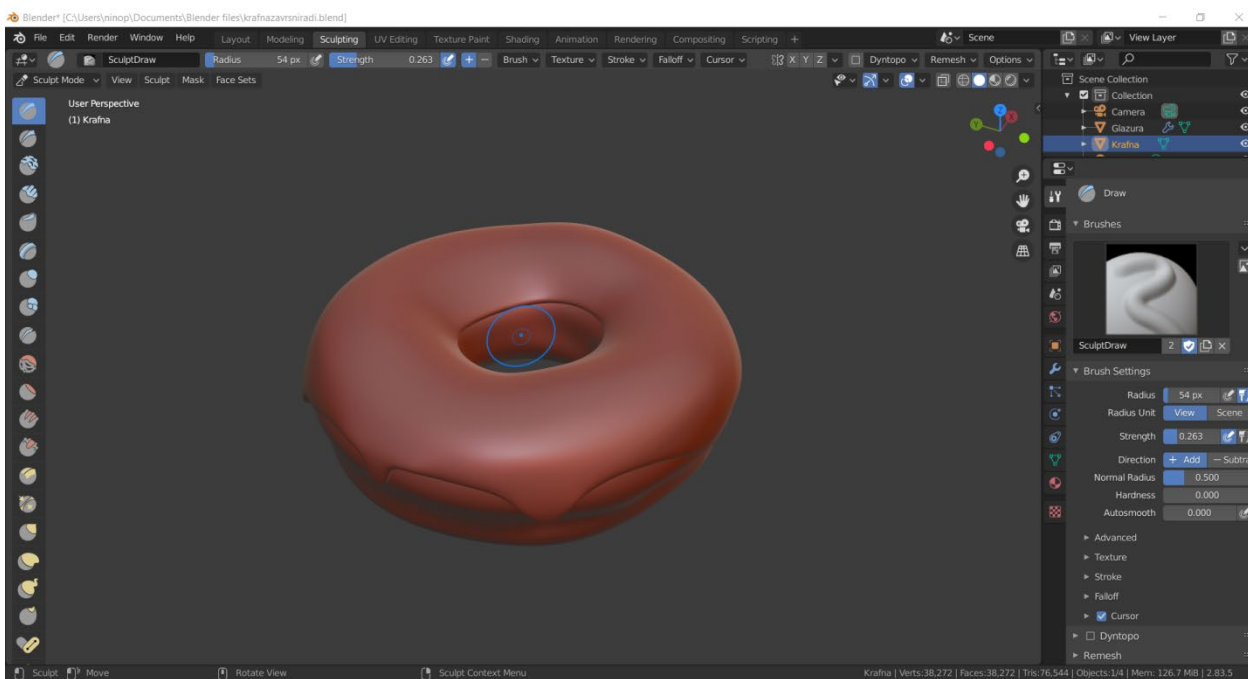 Blender* [C:\Users\ninop\Documents\Blender files\krafnazavrsniradi.blend]
File Edit Render Window Help Layout Modeling Sculpting UV Editing Texture Paint Shading Animation Rendering Compositing Scripting + Scene View Layer
SculptDraw Radius 54 px Strength 0.263 + − Brush Texture Stroke Falloff Cursor X Y Z Dyntopo Remesh Options
Sculpt Mode View Sculpt Mask Face Sets
User Perspective
(1) Krafna
Z
X
Y
Scene Collection
Collection
Camera
Glazura
Krafna
Draw
Brushes
SculptDraw 2
Brush Settings
Radius 54 px
Radius Unit View Scene
Strength 0.263
Direction + Add − Subtra
Normal Radius 0.500
Hardness 0.000
Autosmooth 0.000
Advanced
Texture
Stroke
Falloff
Cursor
Dyntopo
Remesh
Sculpt Move Rotate View Sculpt Context Menu Krafna | Verts:38,272 | Faces:38,272 | Tris:76,544 | Objects:1/4 | Mem: 126.7 MiB | 2.83.5